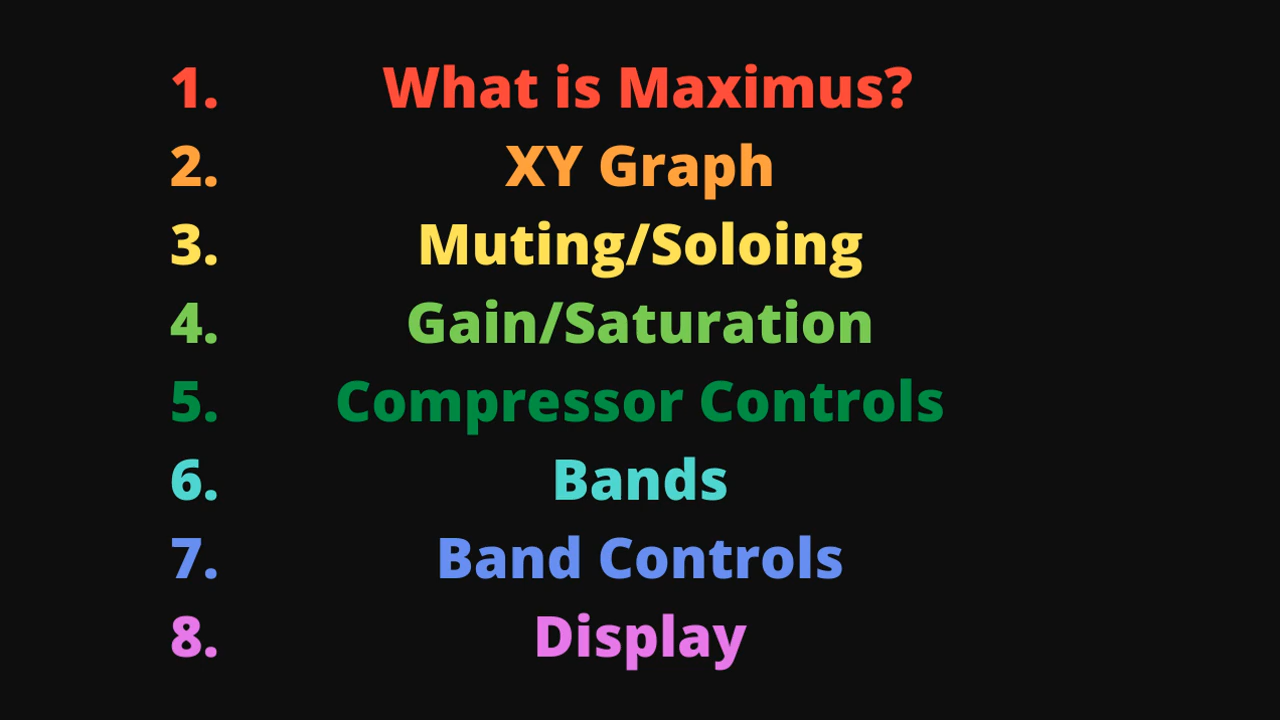 1. What is Maximus?
2. XY Graph
3. Muting/Soloing
4. Gain/Saturation
5. Compressor Controls
6. Bands
7. Band Controls
8. Display